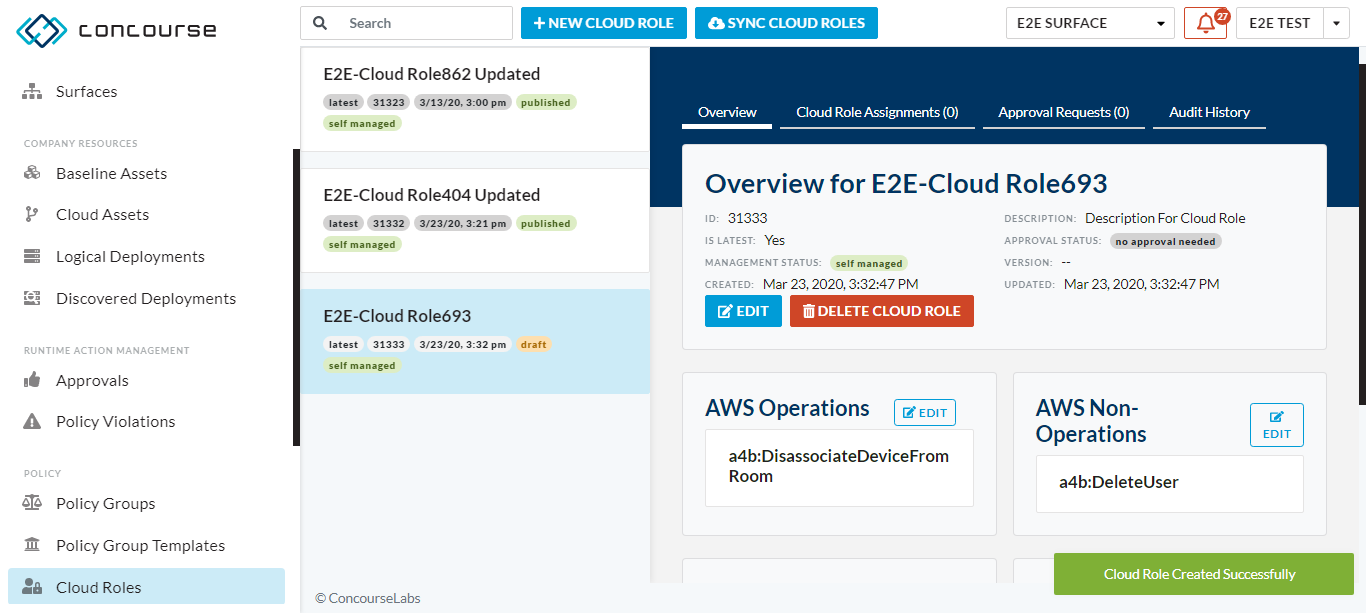 concourse
Search
NEW CLOUD ROLE
SYNC CLOUD ROLES
E2E SURFACE
27
E2E TEST
Surfaces
COMPANY RESOURCES
Baseline Assets
Cloud Assets
Logical Deployments
Discovered Deployments
RUNTIME ACTION MANAGEMENT
Approvals
Policy Violations
POLICY
Policy Groups
Policy Group Templates
Cloud Roles
E2E-Cloud Role862 Updated
latest 31323 3/13/20, 3:00 pm published
self managed
E2E-Cloud Role404 Updated
latest 31332 3/23/20, 3:21 pm published
self managed
E2E-Cloud Role693
latest 31333 3/23/20, 3:32 pm draft
self managed
© ConcourseLabs
Overview
Cloud Role Assignments (0)
Approval Requests (0)
Audit History
Overview for E2E-Cloud Role693
ID: 31333
IS LATEST: Yes
MANAGEMENT STATUS: self managed
CREATED: Mar 23, 2020, 3:32:47 PM
DESCRIPTION: Description For Cloud Role
APPROVAL STATUS: no approval needed
VERSION: --
UPDATED: Mar 23, 2020, 3:32:47 PM
EDIT
DELETE CLOUD ROLE
AWS Operations
EDIT
a4b:DisassociateDeviceFrom
Room
AWS Non-
Operations
EDIT
a4b:DeleteUser
Cloud Role Created Successfully